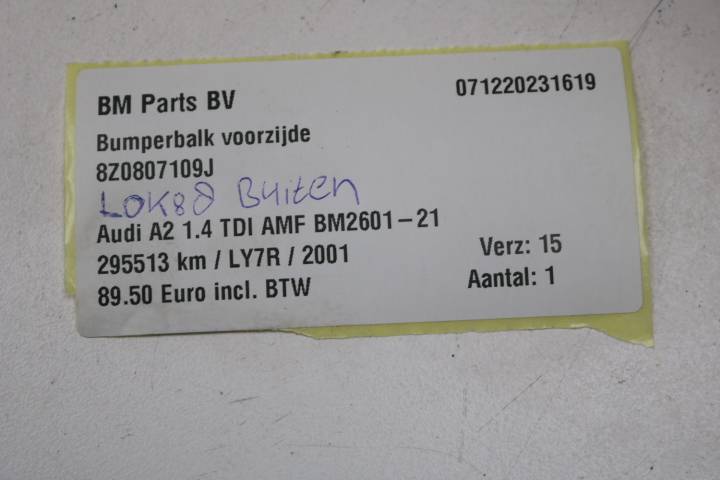 BM Parts BV
071220231619
Bumperbalk voorzijde
8Z0807109J
LOK88 Buiten
Audi A2 1.4 TDI AMF BM2601-21
295513 km / LY7R / 2001
Verz: 15
89.50 Euro incl. BTW
Aantal: 1